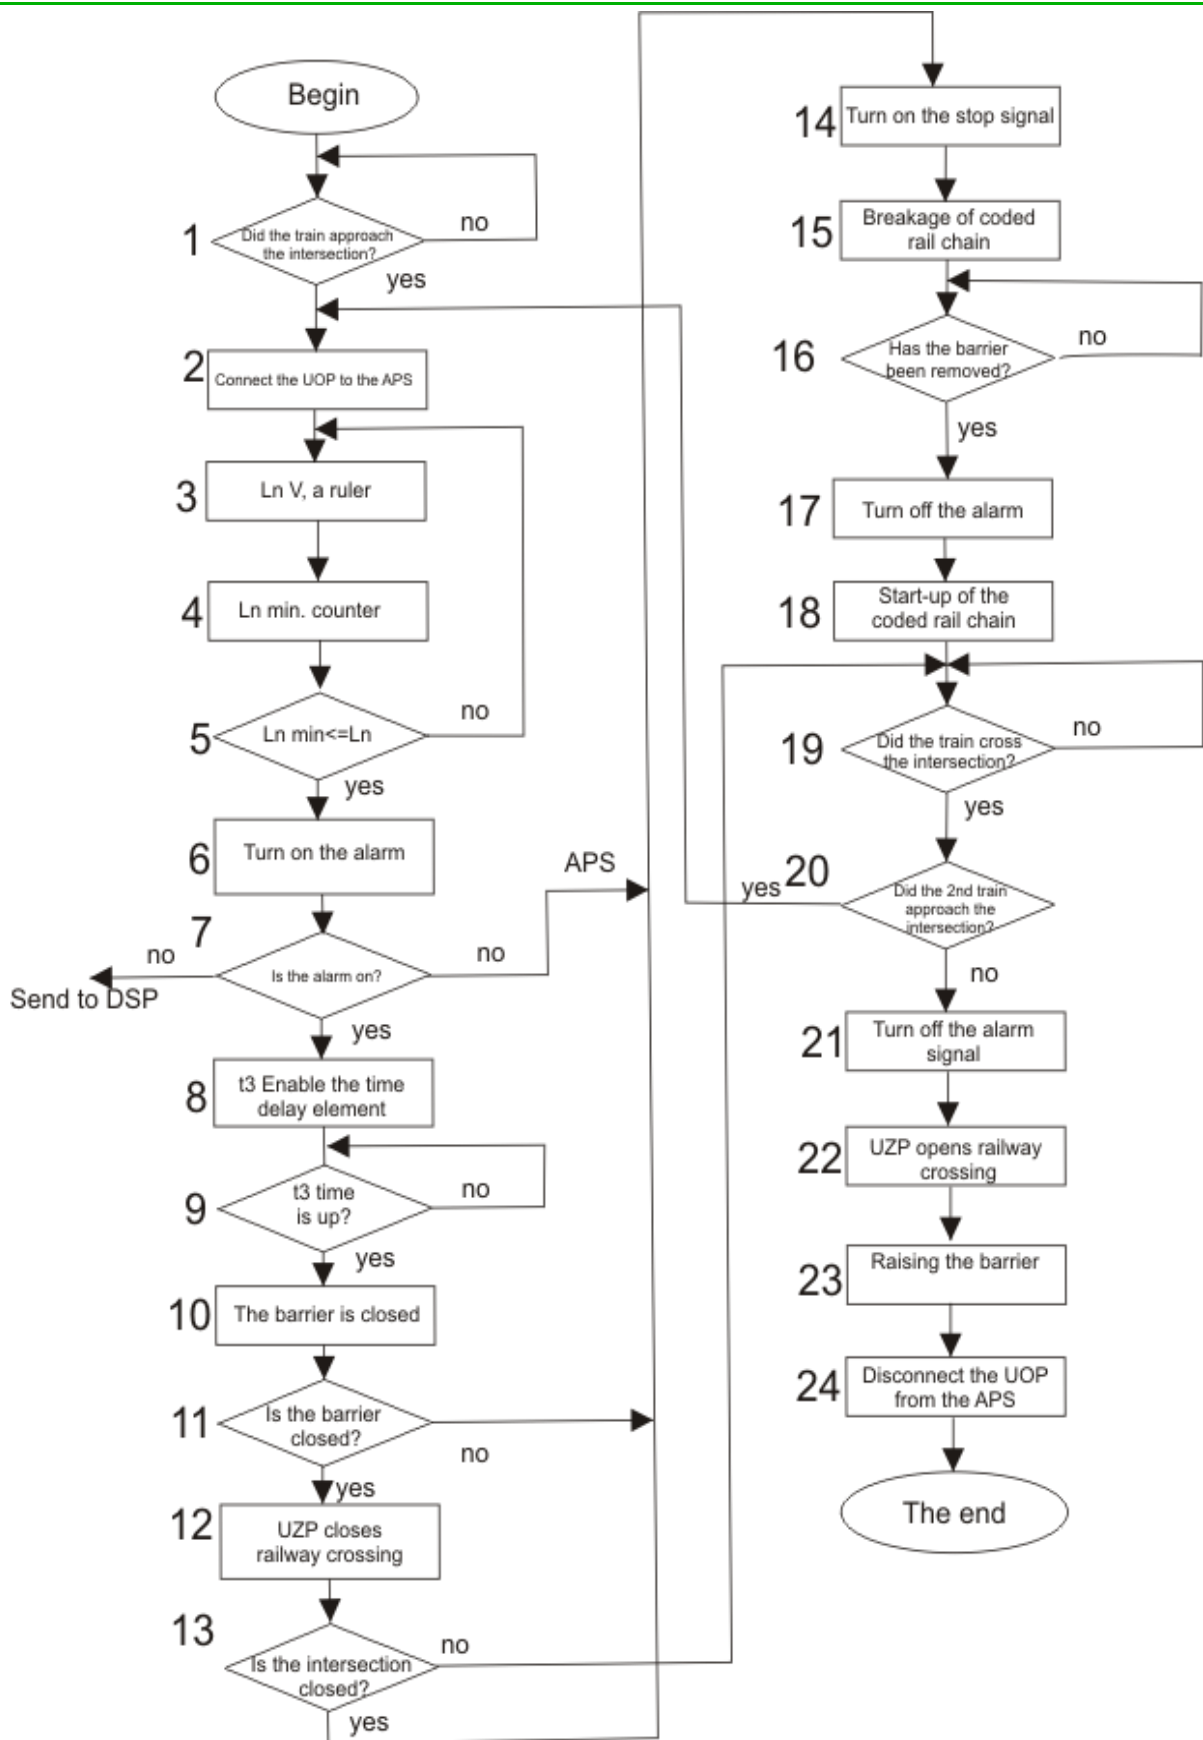 Begin
1
Did the train approach
the intersection?
no
yes
2
Connect the UOP to the APS
3
Ln V, a ruler
4
Ln min. counter
5
Ln min<=Ln
no
yes
6
Turn on the alarm
APS
7
no
Is the alarm on?
no
Send to DSP
yes
8
t3 Enable the time
delay element
9
t3 time
is up?
no
yes
10
The barrier is closed
11
Is the barrier
closed?
no
yes
12
UZP closes
railway crossing
13
no
Is the intersection
closed?
yes
14
Turn on the stop signal
15
Breakage of coded
rail chain
16
Has the barrier
been removed?
no
yes
17
Turn off the alarm
18
Start-up of the
coded rail chain
19
Did the train cross
the intersection?
no
yes
20
yes
Did the 2nd train
approach the
intersection?
no
21
Turn off the alarm
signal
22
UZP opens railway
crossing
23
Raising the barrier
24
Disconnect the UOP
from the APS
The end